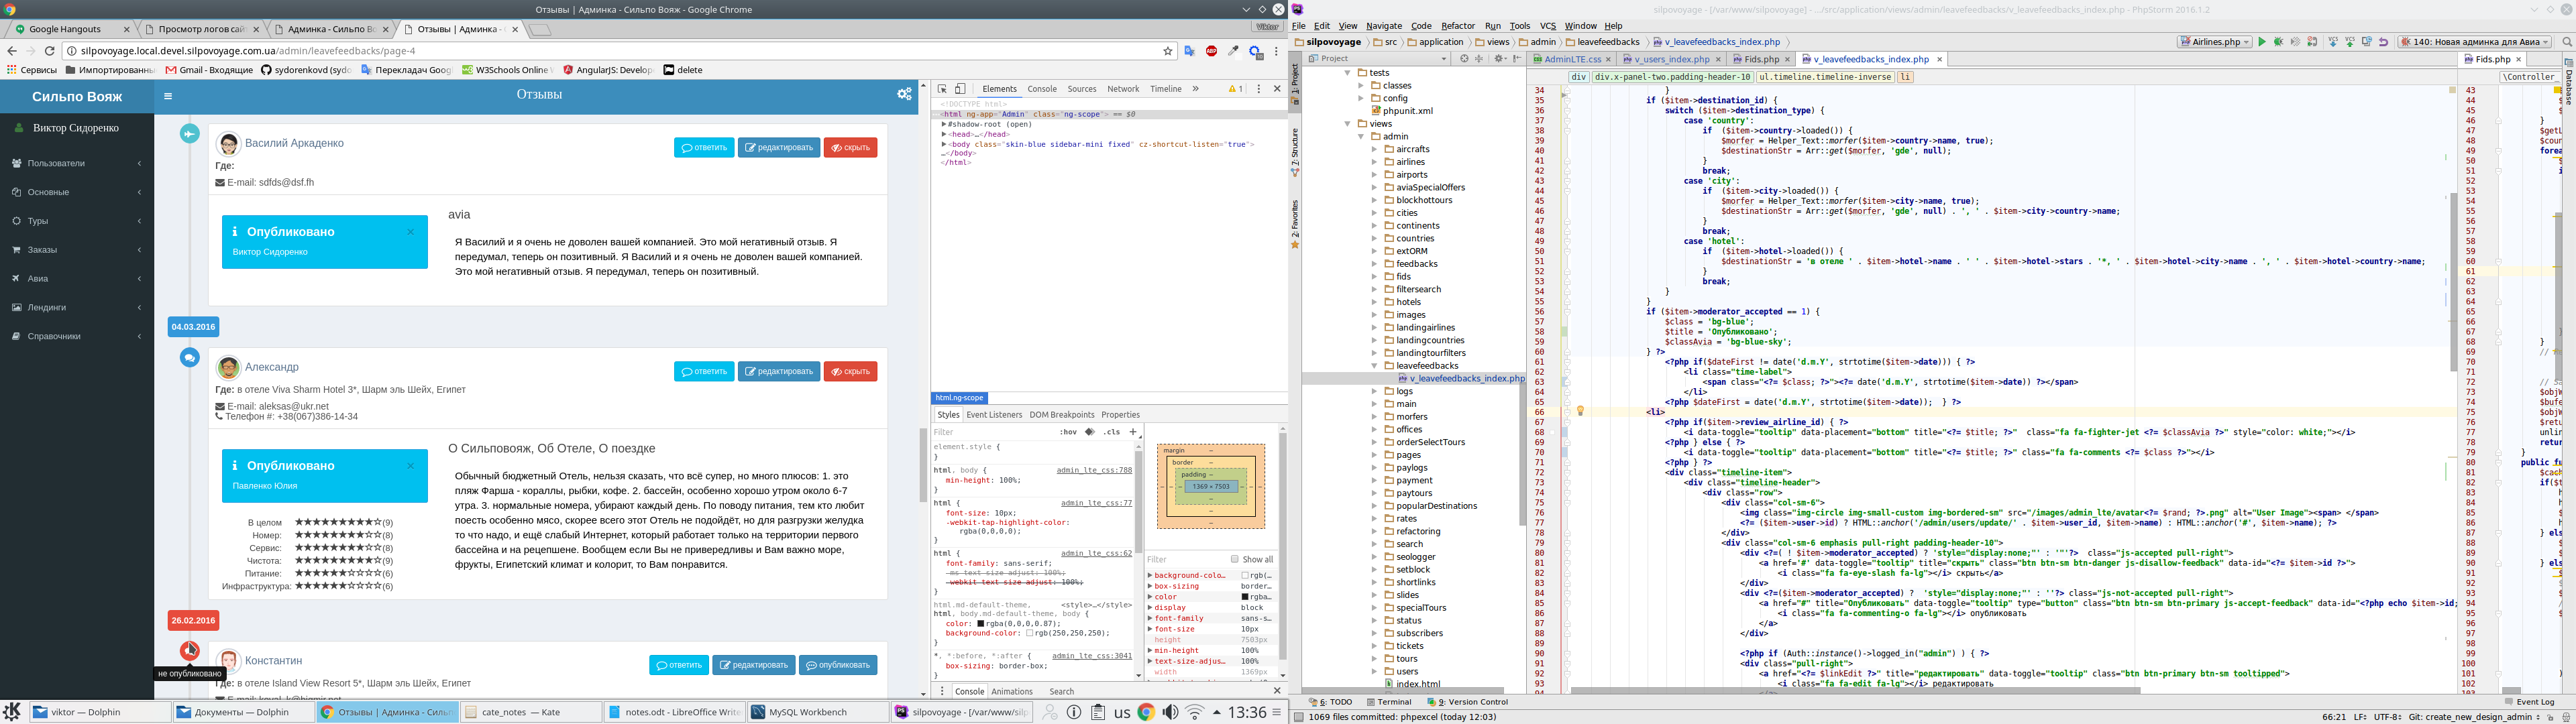 Отзывы | Админка - Сильпо Вояж - Google Chrome
Google Hangouts
Просмотр логов сай
Админка - Сильпо Во
Отзывы | Админка -
Viktor
silpovoyage.local.devel.silpovoyage.com.ua/admin/leavefeedbacks/page-4
Сервисы
Импортированны
Gmail - Входящие
sydorenkovd (sydo
Перекладач Goog
W3Schools Online
AngularJS: Develop
delete
Сильпо Вояж
Отзывы
Виктор Сидоренко
Пользователи
Основные
Туры
Заказы
Авиа
Лендинги
Справочники
Василий Аркаденко
ответить
редактировать
скрыть
Где:
E-mail: sdfds@dsf.fh
avia
Опубликовано
Виктор Сидоренко
Я Василий и я очень не доволен вашей компанией. Это мой негативный отзыв. Я
передумал, теперь он позитивный. Я Василий и я очень не доволен вашей компанией.
Это мой негативный отзыв. Я передумал, теперь он позитивный.
04.03.2016
Александр
ответить
редактировать
скрыть
Где: в отеле Viva Sharm Hotel 3*, Шарм эль Шейх, Египет
E-mail: aleksas@ukr.net
Телефон #: +38(067)386-14-34
О Сильповояж, Об Отеле, О поездке
Опубликовано
Павленко Юлия
Обычный бюджетный Отель, нельзя сказать, что всё супер, но много плюсов: 1. это
пляж Фарша - кораллы, рыбки, кофе. 2. бассейн, особенно хорошо утром около 6-7
утра. 3. нормальные номера, убирают каждый день. По поводу питания, тем кто любит
поесть особенно мясо, скорее всего этот Отель не подойдёт, но для разгрузки желудка
то что надо, и ещё слабый Интернет, который работает только на территории первого
бассейна и на рецепшене. Вообщем если Вы не привередливы и Вам важно море,
фрукты, Египетский климат и колорит, то Вам понравится.
В целом (9)
Номер: (8)
Сервис: (8)
Чистота: (9)
Питание: (6)
Инфраструктура: (6)
26.02.2016
Константин
ответить
редактировать
опубликовать
не опубликовано
Где: в отеле Island View Resort 5*, Шарм эль Шейх, Египет
Elements Console Sources Network Timeline » 1
<!DOCTYPE html>
<html ng-app="Admin" class="ng-scope"> == $0
#shadow-root (open)
<head>…</head>
<body class="skin-blue sidebar-mini fixed" cz-shortcut-listen="true">
…</body>
</html>
html.ng-scope
Styles Event Listeners DOM Breakpoints Properties
Filter :hov .cls +
element.style {
}
html, body { admin_lte_css:788
min-height: 100%;
}
html { admin_lte_css:77
font-size: 10px;
-webkit-tap-highlight-color:
rgba(0,0,0,0);
}
html { admin_lte_css:62
font-family: sans-serif;
-ms-text-size-adjust: 100%;
-webkit-text-size-adjust: 100%;
}
html.md-default-theme, <style>…</style>
html, body.md-default-theme, body {
color: rgba(0,0,0,0.87);
background-color: rgb(250,250,250);
}
*, *:before, *:after { admin_lte_css:3041
box-sizing: border-box;
margin
border
padding
1369 × 7503
Filter Show all
background-colo… rgb(…
box-sizing border…
color rgba…
display block
font-family sans-s…
font-size 10px
height 7503px
min-height 100%
text-size-adjus… 100%
width 1369px
Console Animations Search
silpovoyage - [/var/www/silpovoyage] - .../src/application/views/admin/leavefeedbacks/v_leavefeedbacks_index.php - PhpStorm 2016.1.2
File Edit View Navigate Code Refactor Run Tools VCS Window Help
silpovoyage src application views admin leavefeedbacks v_leavefeedbacks_index.php
Airlines.php
140: Новая админка для Авиа
Project
AdminLTE.css v_users_index.php Fids.php v_leavefeedbacks_index.php Fids.php
div div.x-panel-two.padding-header-10 ul.timeline.timeline-inverse li
\Controller_
1: Project
7: Structure
2: Favorites
Database
tests
classes
config
phpunit.xml
views
admin
aircrafts
airlines
airports
aviaSpecialOffers
blockhottours
cities
continents
countries
extORM
feedbacks
fids
filtersearch
hotels
images
landingairlines
landingcountries
landingtourfilters
leavefeedbacks
v_leavefeedbacks_index.php
logs
main
morfers
offices
orderSelectTours
pages
paylogs
payment
paytours
popularDestinations
rates
refactoring
search
seologger
setblock
shortlinks
slides
specialTours
status
subscribers
tickets
tours
users
index.html
34 }
35 if ($item->destination_id) {
36 switch ($item->destination_type) {
37 case 'country':
38 if ($item->country->loaded()) {
39 $morfer = Helper_Text::morfer($item->country->name, true);
40 $destinationStr = Arr::get($morfer, 'gde', null);
41 }
42 break;
43 case 'city':
44 if ($item->city->loaded()) {
45 $morfer = Helper_Text::morfer($item->city->name, true);
46 $destinationStr = Arr::get($morfer, 'gde', null) . ', ' . $item->city->country->name;
47 }
48 break;
49 case 'hotel':
50 if ($item->hotel->loaded()) {
51 $destinationStr = 'в отеле ' . $item->hotel->name . ' ' . $item->hotel->stars . '*, ' . $item->hotel->city->name . ', ' . $item->hotel->country->name;
52 }
53 break;
54 }
55 }
56 if ($item->moderator_accepted == 1) {
57 $class = 'bg-blue';
58 $title = 'Опубликовано';
59 $classAvia = 'bg-blue-sky';
60 } ?>
61 <?php if($dateFirst != date('d.m.Y', strtotime($item->date))) { ?>
62 <li class="time-label">
63 <span class="<?= $class; ?>"><?= date('d.m.Y', strtotime($item->date)) ?></span>
64 </li>
65 <?php $dateFirst = date('d.m.Y', strtotime($item->date)); } ?>
66 <li>
67 <?php if($item->review_airline_id) { ?>
68 <i data-toggle="tooltip" data-placement="bottom" title="<?= $title; ?>" class="fa fa-fighter-jet <?= $classAvia ?>" style="color: white;"></i>
69 <?php } else { ?>
70 <i data-toggle="tooltip" data-placement="bottom" title="<?= $title; ?>" class="fa fa-comments <?= $class ?>"></i>
71 <?php } ?>
72 <div class="timeline-item">
73 <div class="timeline-header">
74 <div class="row">
75 <div class="col-sm-6">
76 <img class="img-circle img-small-custom img-bordered-sm" src="/images/admin_lte/avatar<?= $rand; ?>.png" alt="User Image"><span> </span>
77 <?= ($item->user->id) ? HTML::anchor('/admin/users/update/' . $item->user_id, $item->name) : HTML::anchor('#', $item->name); ?>
78 </div>
79 <div class="col-sm-6 emphasis pull-right padding-header-10">
80 <div <?=( ! $item->moderator_accepted) ? 'style="display:none;"' : '"'?> class="js-accepted pull-right">
81 <a href='#' data-toggle="tooltip" title="скрыть" class="btn btn-sm btn-danger js-disallow-feedback" data-id="<?= $item->id ?>">
82 <i class="fa fa-eye-slash fa-lg"></i> скрыть</a>
83 </div>
84 <div <?=($item->moderator_accepted) ? 'style="display:none;"' : ''?> class="js-not-accepted pull-right">
85 <a href="#" title="Опубликовать" data-toggle="tooltip" type="button" class="btn btn-sm btn-primary js-accept-feedback" data-id="<?php echo $item->id;
86 <i class="fa fa-commenting-o fa-lg"></i> опубликовать
87 </a>
88 </div>
89
90 <?php if (Auth::instance()->logged_in("admin") ) { ?>
91 <div class="pull-right">
92 <a href="<?= $linkEdit ?>" title="редактировать" data-toggle="tooltip" class="btn btn-primary btn-sm tooltipped">
93 <i class="fa fa-edit fa-lg"></i> редактировать
6: TODO Terminal 9: Version Control Event Log
1069 files committed: phpexcel (today 12:03)
66:21 LF UTF-8 Git: create_new_design_admin
viktor — Dolphin
Документы — Dolphin
Отзывы | Админка - Сильп
cate_notes — Kate
notes.odt - LibreOffice Write
MySQL Workbench
silpovoyage - [/var/www/silp
us
13:36